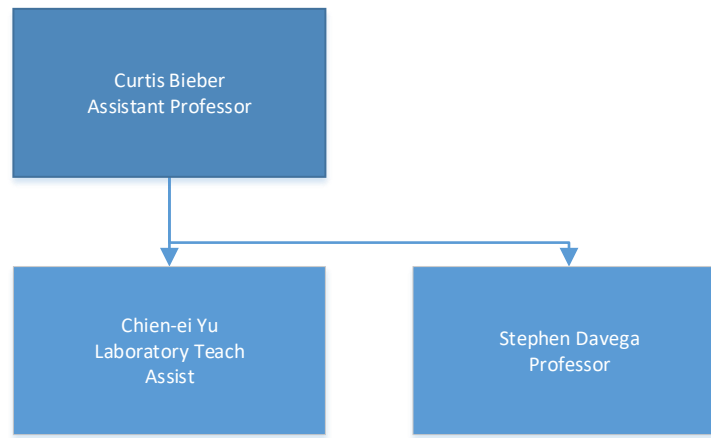 Curtis Bieber
Assistant Professor
Chien-ei Yu
Laboratory Teach
Assist
Stephen Davega
Professor